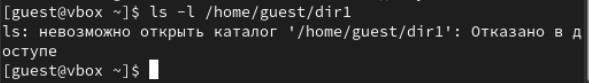 [guest@vbox ~]$ ls -l /home/guest/dir1
ls: невозможно открыть каталог '/home/guest/dir1': Отказано в д
оступе
[guest@vbox ~]$